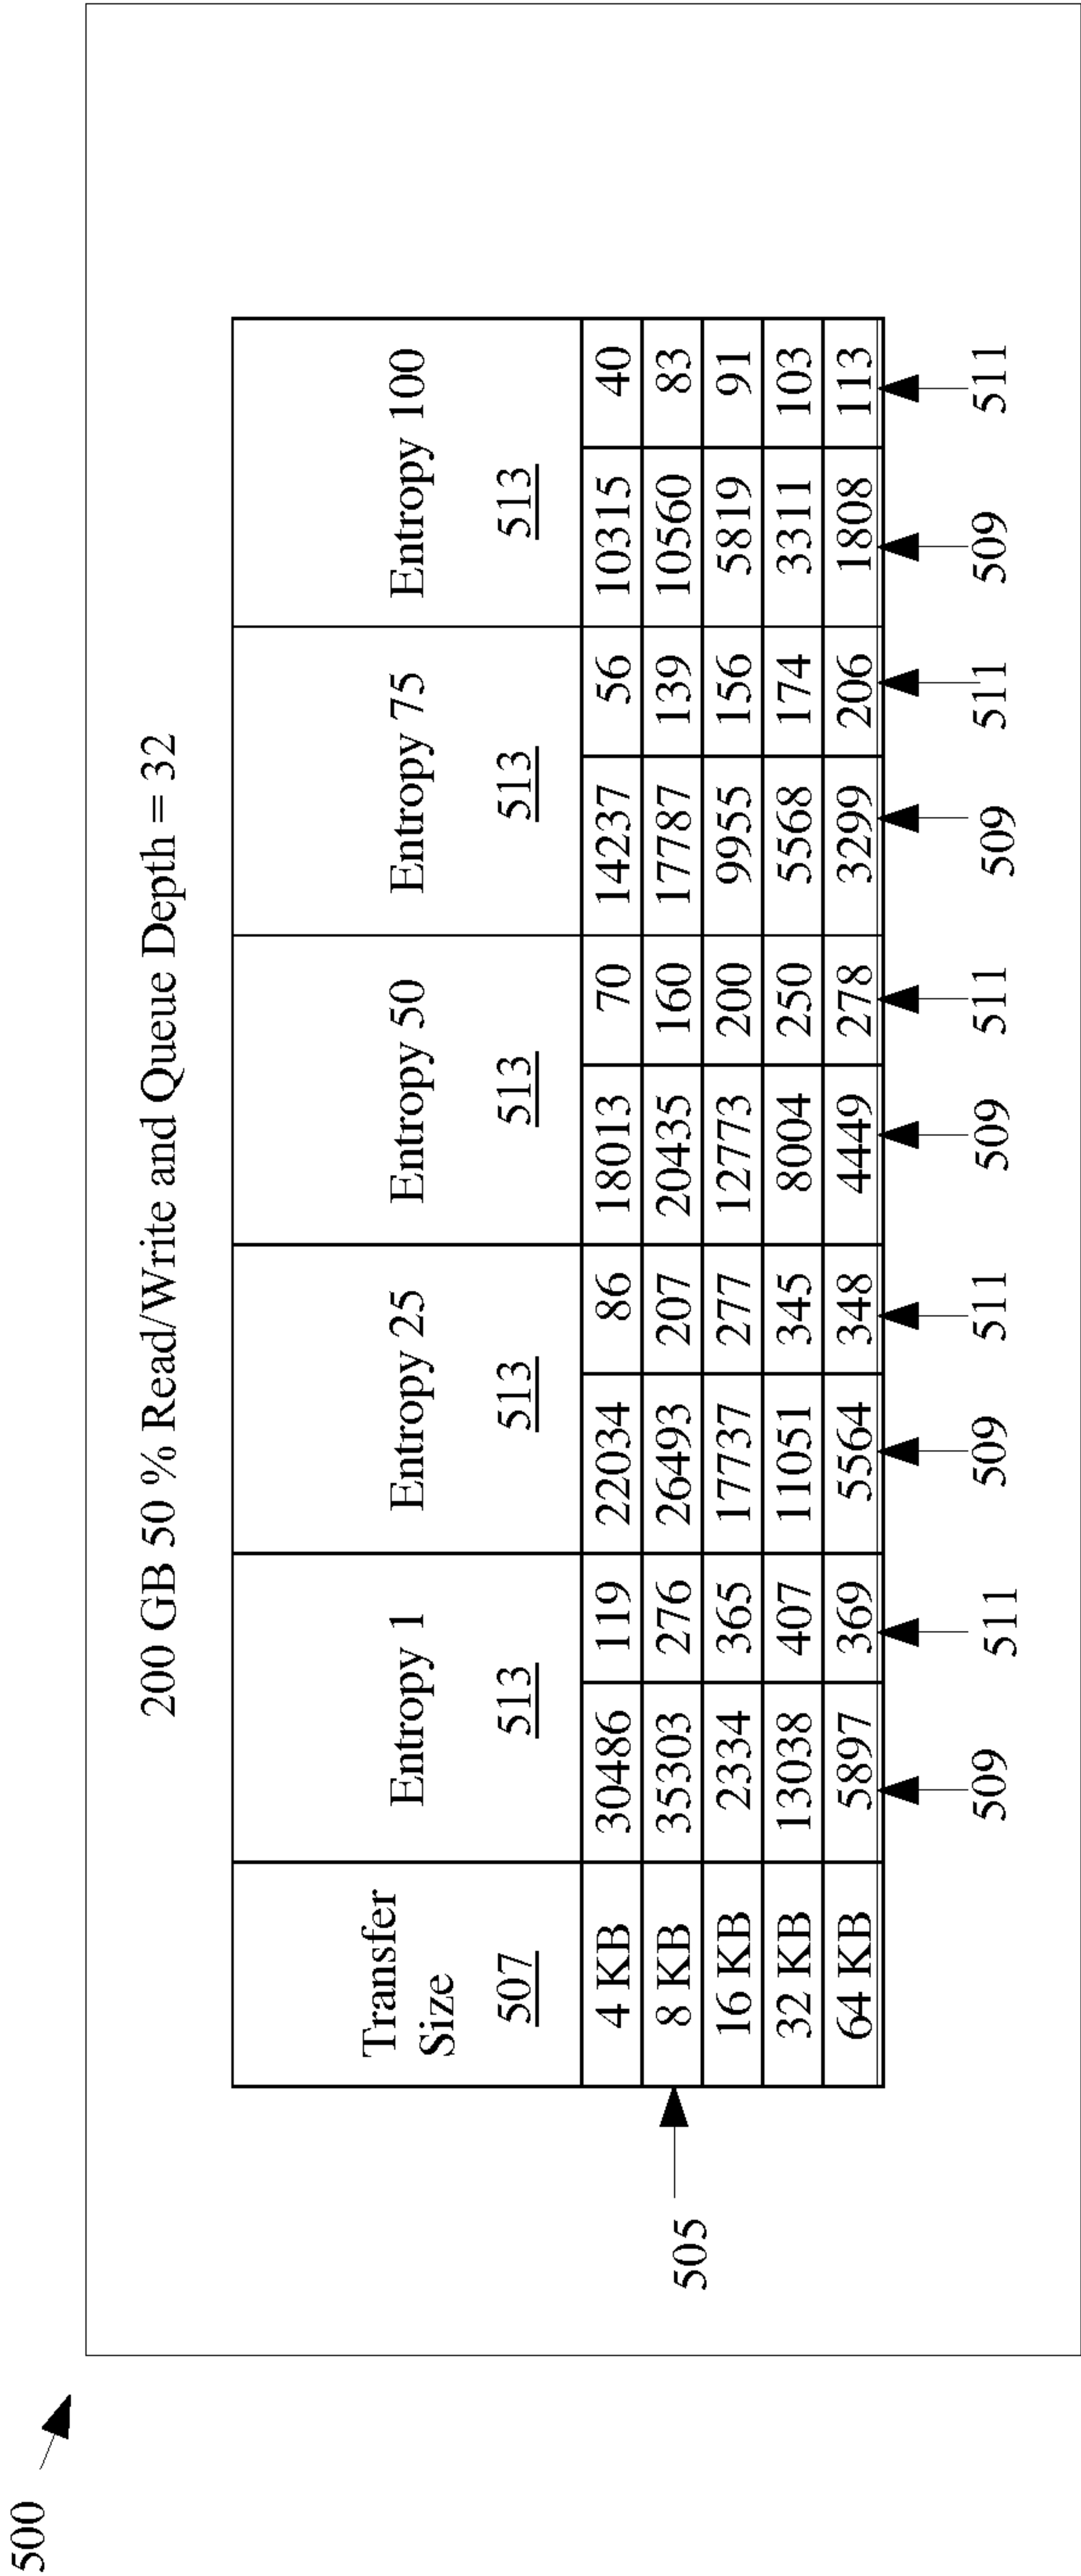 500
200 GB 50 % Read/Write and Queue Depth = 32
Transfer Size 507 Entropy 1 513 Entropy 25 513 Entropy 50 513 Entropy 75 513 Entropy 100 513
4 KB 30486 119 22034 86 18013 70 14237 56 10315 40
505 8 KB 35303 276 26493 207 20435 160 17787 139 10560 83
16 KB 2334 365 17737 277 12773 200 9955 156 5819 91
32 KB 13038 407 11051 345 8004 250 5568 174 3311 103
64 KB 5897 369 5564 348 4449 278 3299 206 1808 113
509 511 509 511 509 511 509 511 509 511